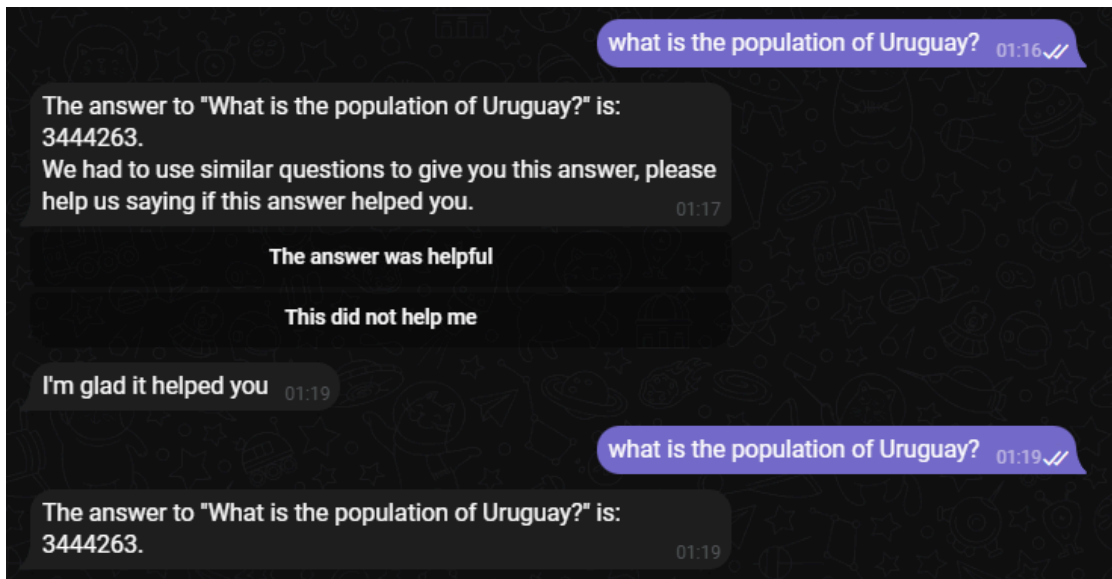 what is the population of Uruguay? 01:16
The answer to "What is the population of Uruguay?" is:
3444263.
We had to use similar questions to give you this answer, please
help us saying if this answer helped you. 01:17
The answer was helpful
This did not help me
I'm glad it helped you 01:19
what is the population of Uruguay? 01:19
The answer to "What is the population of Uruguay?" is:
3444263. 01:19